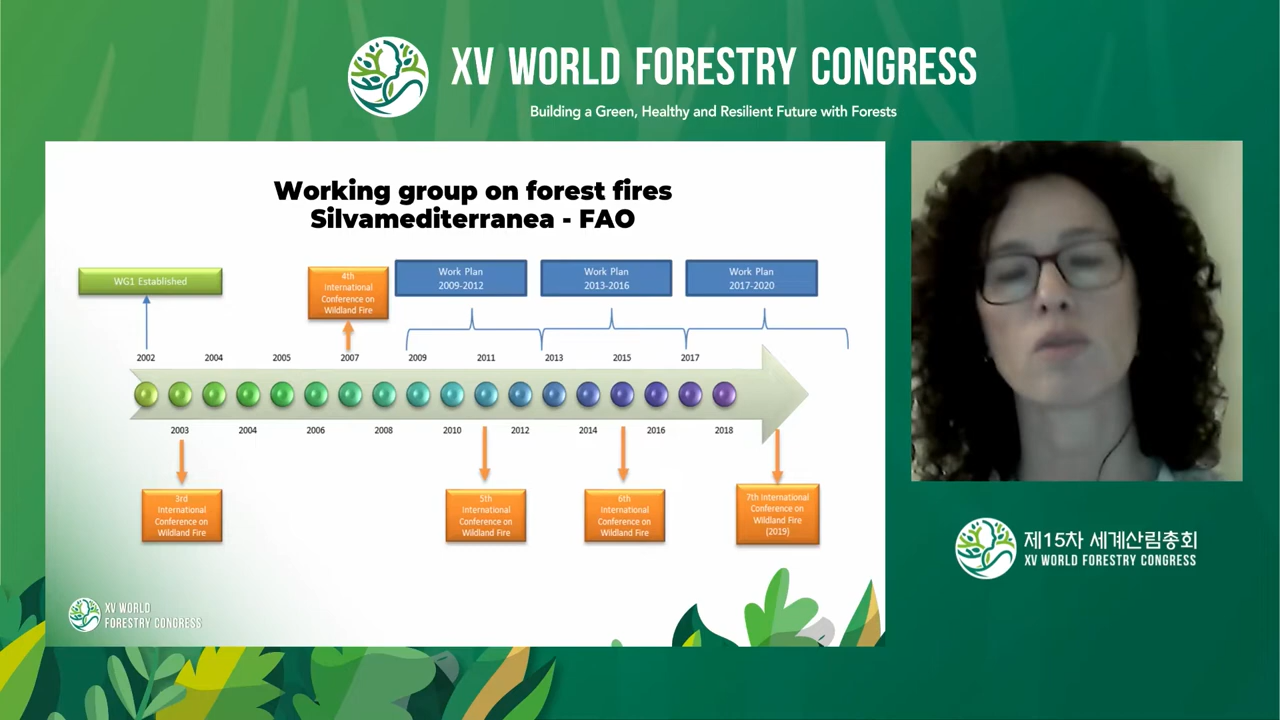 XV WORLD FORESTRY CONGRESS
Building a Green, Healthy and Resilient Future with Forests
Working group on forest fires
Silvamediterranea - FAO
WG1 Established
4th
International
Conference on
Wildland Fire
Work Plan
2009-2012
Work Plan
2013-2016
Work Plan
2017-2020
2002
2004
2005
2007
2009
2011
2013
2015
2017
2003
2004
2006
2008
2010
2012
2014
2016
2018
3rd
International
Conference on
Wildland Fire
5th
International
Conference on
Wildland Fire
6th
International
Conference on
Wildland Fire
7th International
Conference on
Wildland Fire
(2019)
XV WORLD
FORESTRY CONGRESS
제15차 세계산림총회
XV WORLD FORESTRY CONGRESS